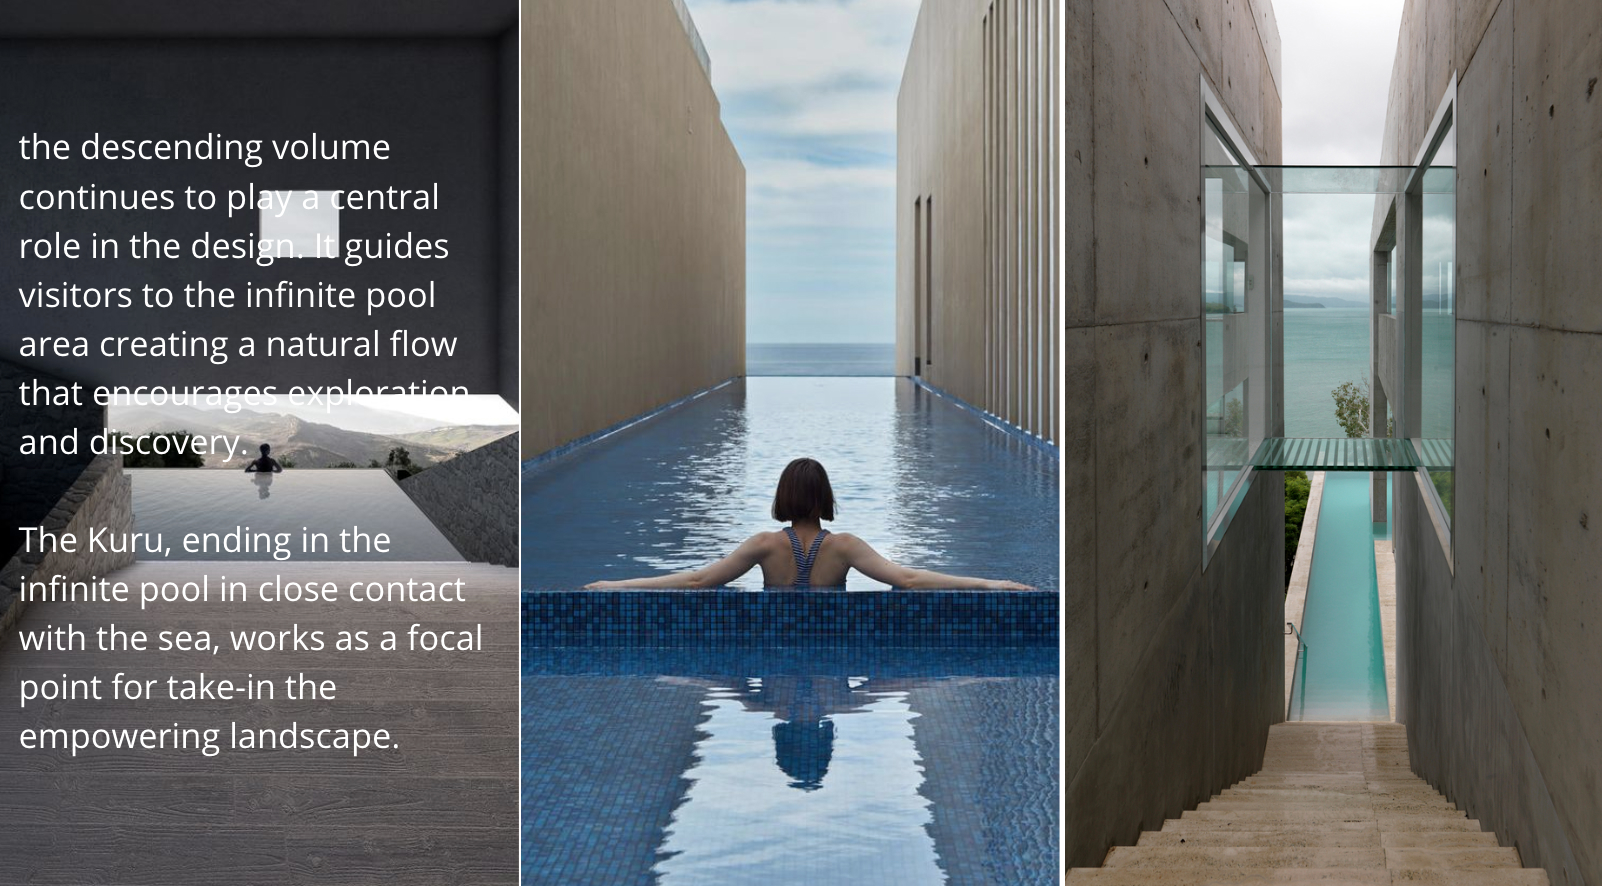 the descending volume
continues to play a central
role in the design. It guides
visitors to the infinite pool
area creating a natural flow
that encourages exploration
and discovery.
The Kuru, ending in the
infinite pool in close contact
with the sea, works as a focal
point for take-in the
empowering landscape.